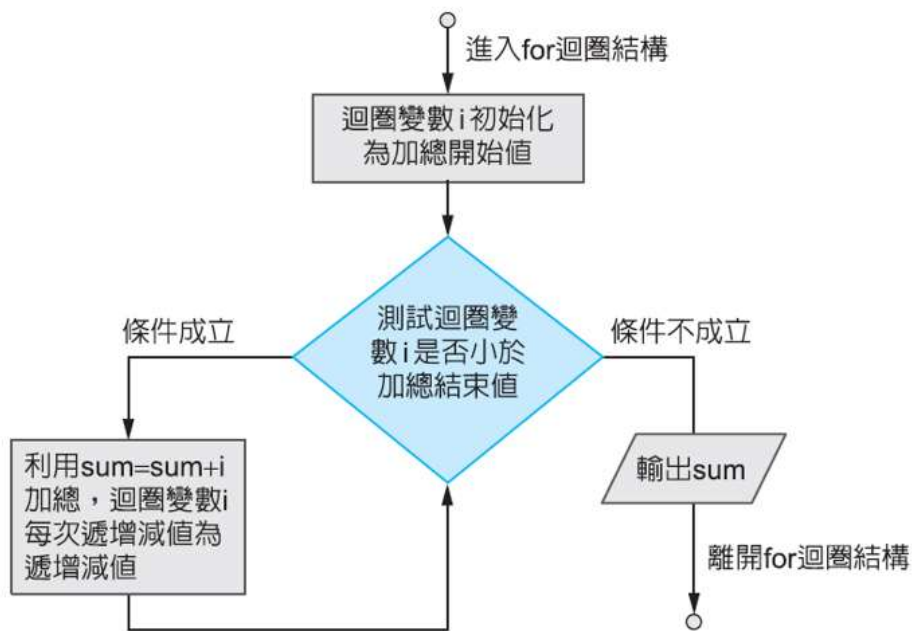 進入for迴圈結構
迴圈變數i初始化
為加總開始值
測試迴圈變
數i是否小於
加總結束值
條件成立
條件不成立
利用sum=sum+i
加總，迴圈變數i
每次遞增減值為
遞增減值
輸出sum
離開for迴圈結構